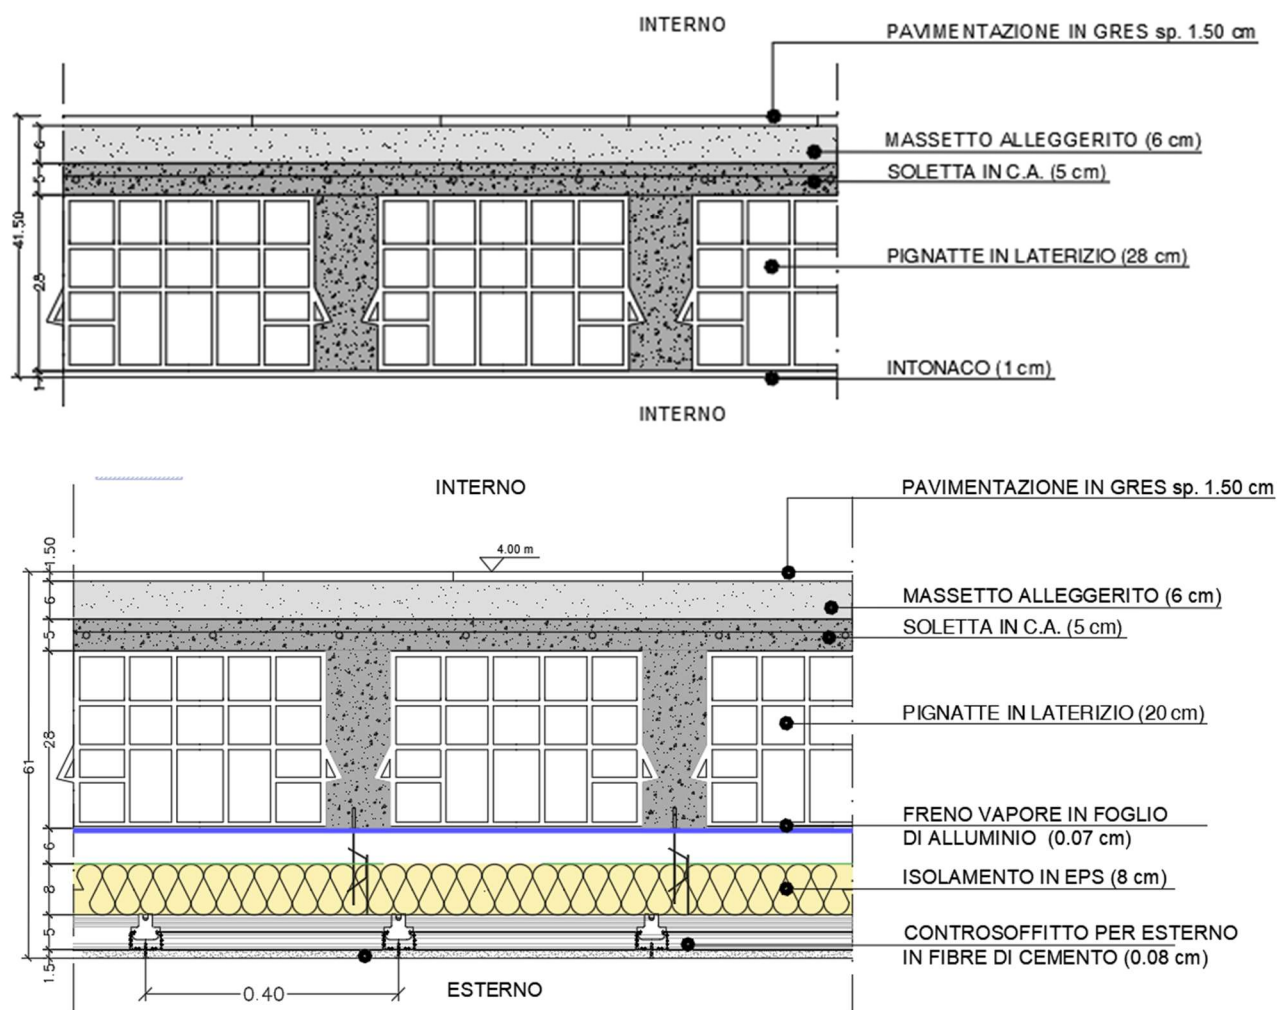 INTERNO
PAVIMENTAZIONE IN GRES sp. 1.50 cm
MASSETTO ALLEGGERITO (6 cm)
SOLETTA IN C.A. (5 cm)
PIGNATTE IN LATERIZIO (28 cm)
INTONACO (1 cm)
6
5
41.50
28
1
INTERNO
INTERNO
PAVIMENTAZIONE IN GRES sp. 1.50 cm
4.00 m
MASSETTO ALLEGGERITO (6 cm)
SOLETTA IN C.A. (5 cm)
PIGNATTE IN LATERIZIO (20 cm)
FRENO VAPORE IN FOGLIO
DI ALLUMINIO (0.07 cm)
ISOLAMENTO IN EPS (8 cm)
CONTROSOFFITTO PER ESTERNO
IN FIBRE DI CEMENTO (0.08 cm)
1.50
6
5
28
61
6
8
5
1.5
0.40
ESTERNO